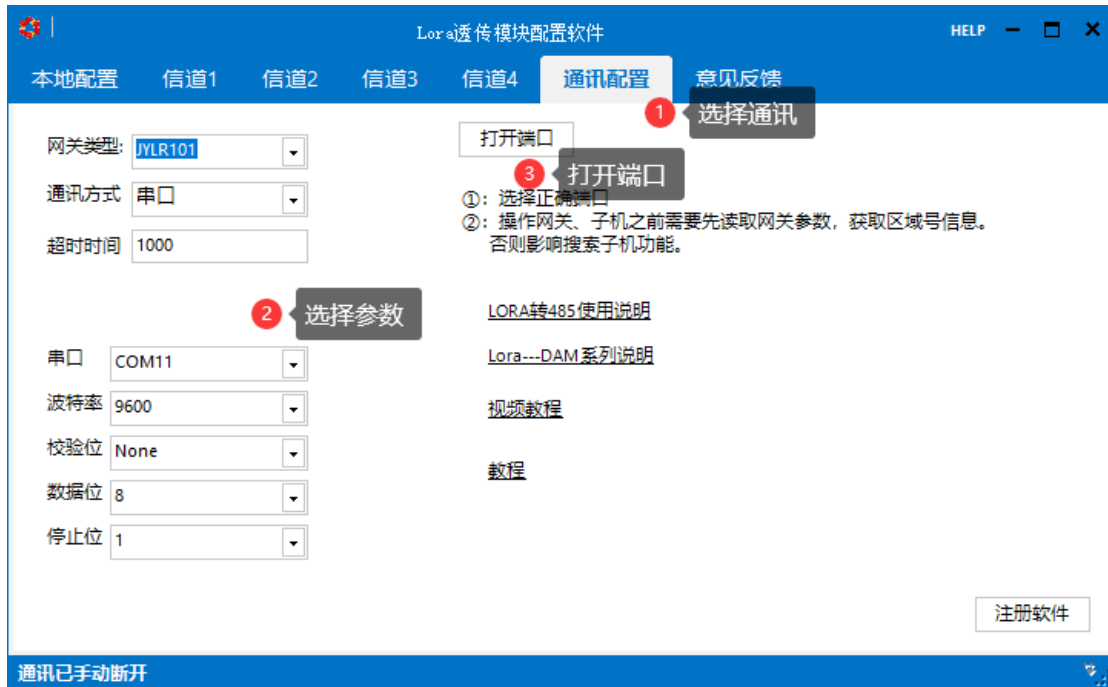 Lora透传模块配置软件
HELP
本地配置 信道1 信道2 信道3 信道4 通讯配置 意见反馈
1 选择通讯
网关类型: JYLR101
打开端口
3 打开端口
通讯方式 串口
①：选择正确端口
②：操作网关、子机之前需要先读取网关参数，获取区域号信息。
否则影响搜索子机功能。
超时时间 1000
2 选择参数
LORA转485使用说明
串口 COM11
Lora---DAM系列说明
波特率 9600
视频教程
校验位 None
教程
数据位 8
停止位 1
注册软件
通讯已手动断开